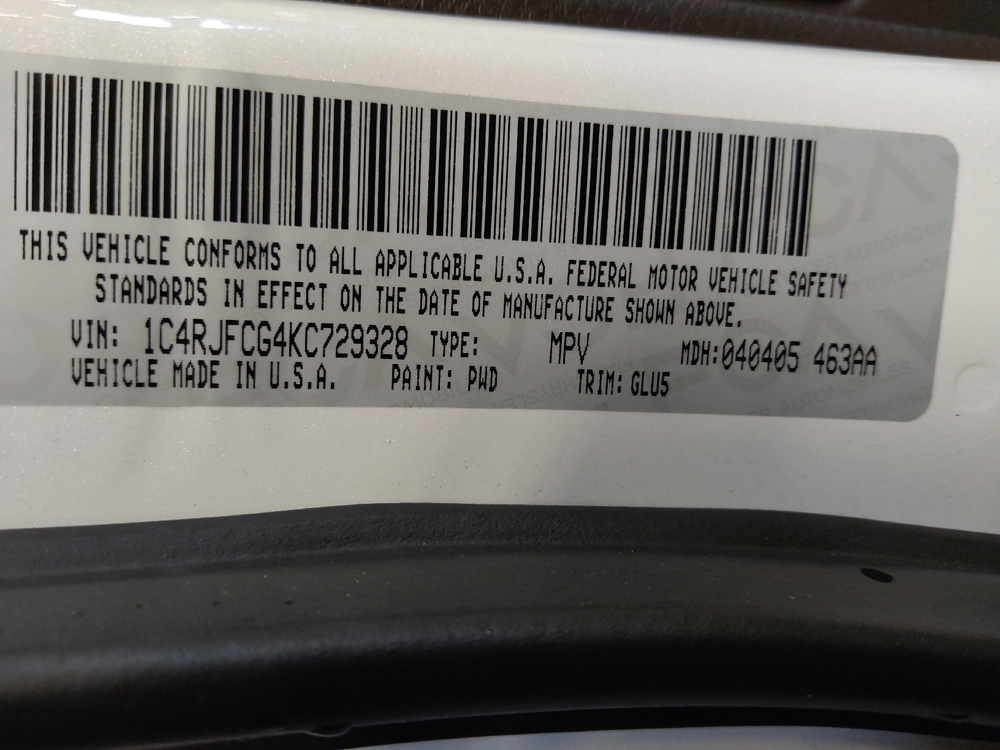 THIS VEHICLE CONFORMS TO ALL APPLICABLE U.S.A. FEDERAL MOTOR VEHICLE SAFETY
STANDARDS IN EFFECT ON THE DATE OF MANUFACTURE SHOWN ABOVE.
VIN: 1C4RJFCG4KC729328 TYPE: MPV MDH:040405 463AA
VEHICLE MADE IN U.S.A. PAINT: PWD TRIM: GLU5